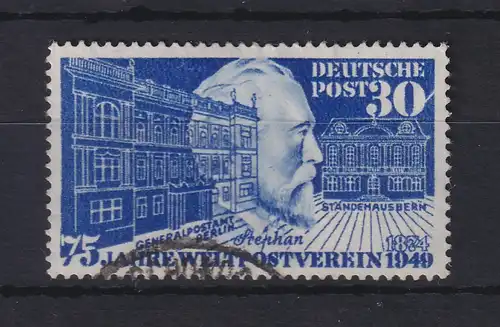 DEUTSCHE
POST 30
STÄNDEHAUS BERN
GENERALPOSTAMT
BERLIN
Stephan
1874
75 JAHRE WELTPOSTVEREIN 1949